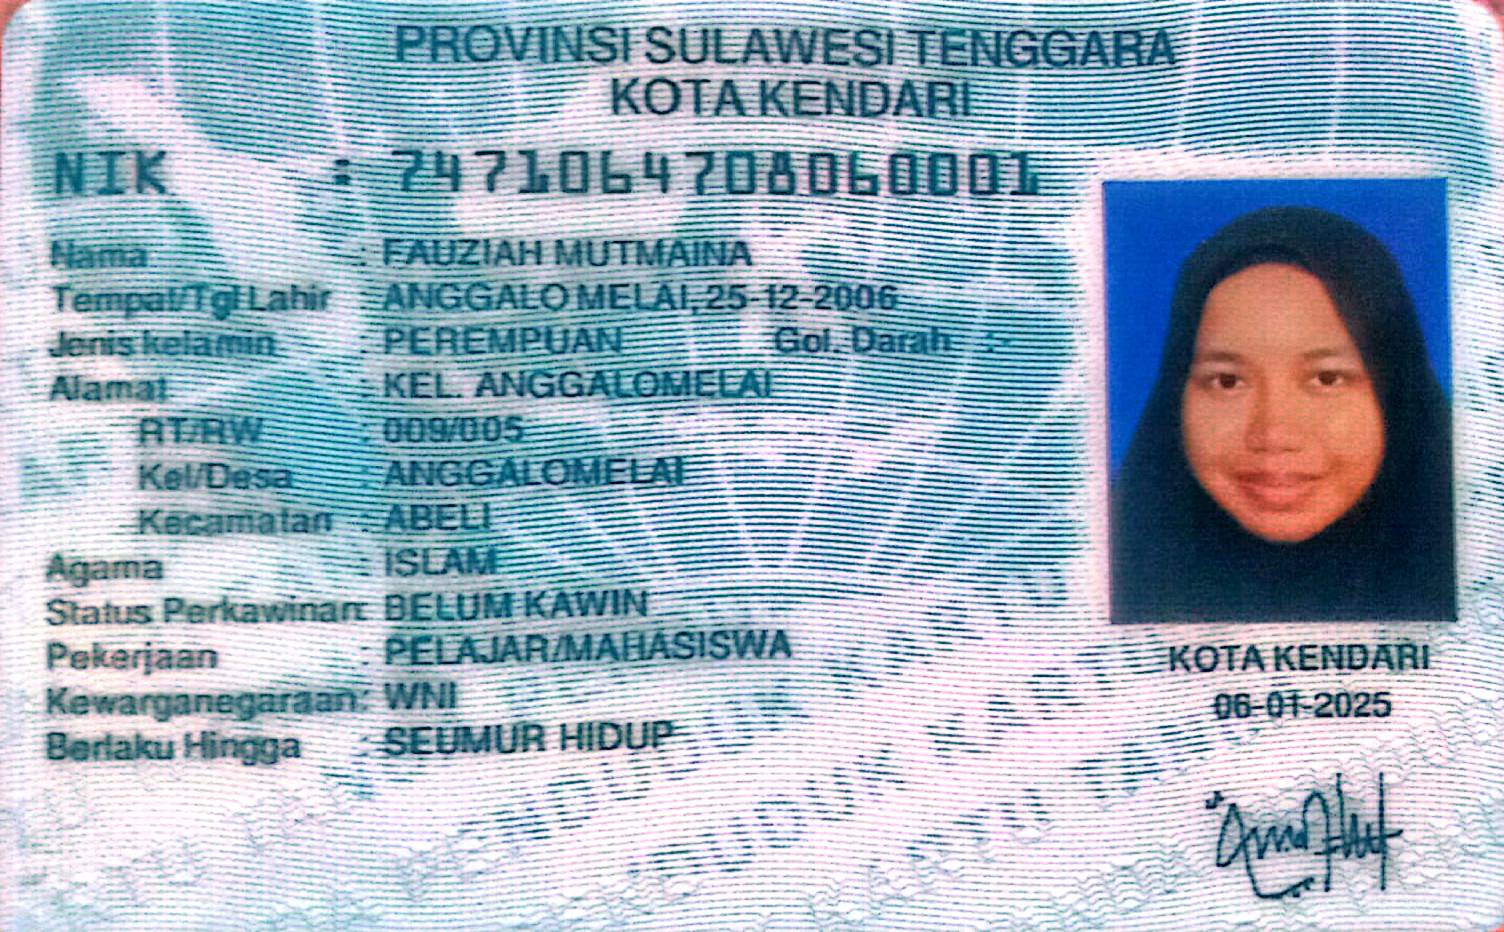 PROVINSI SULAWESI TENGGARA
KOTA KENDARI
NIK : 7471064708060001
Nama : FAUZIAH MUTMAINA
Tempat/Tgl Lahir : ANGGALO MELAI, 25-12-2006
Jenis kelamin : PEREMPUAN Gol. Darah : -
Alamat : KEL. ANGGALOMELAI
RT/RW : 009/005
Kel/Desa : ANGGALOMELAI
Kecamatan : ABELI
Agama : ISLAM
Status Perkawinan: BELUM KAWIN
Pekerjaan : PELAJAR/MAHASISWA
Kewarganegaraan: WNI
Berlaku Hingga : SEUMUR HIDUP
KOTA KENDARI
06-01-2025